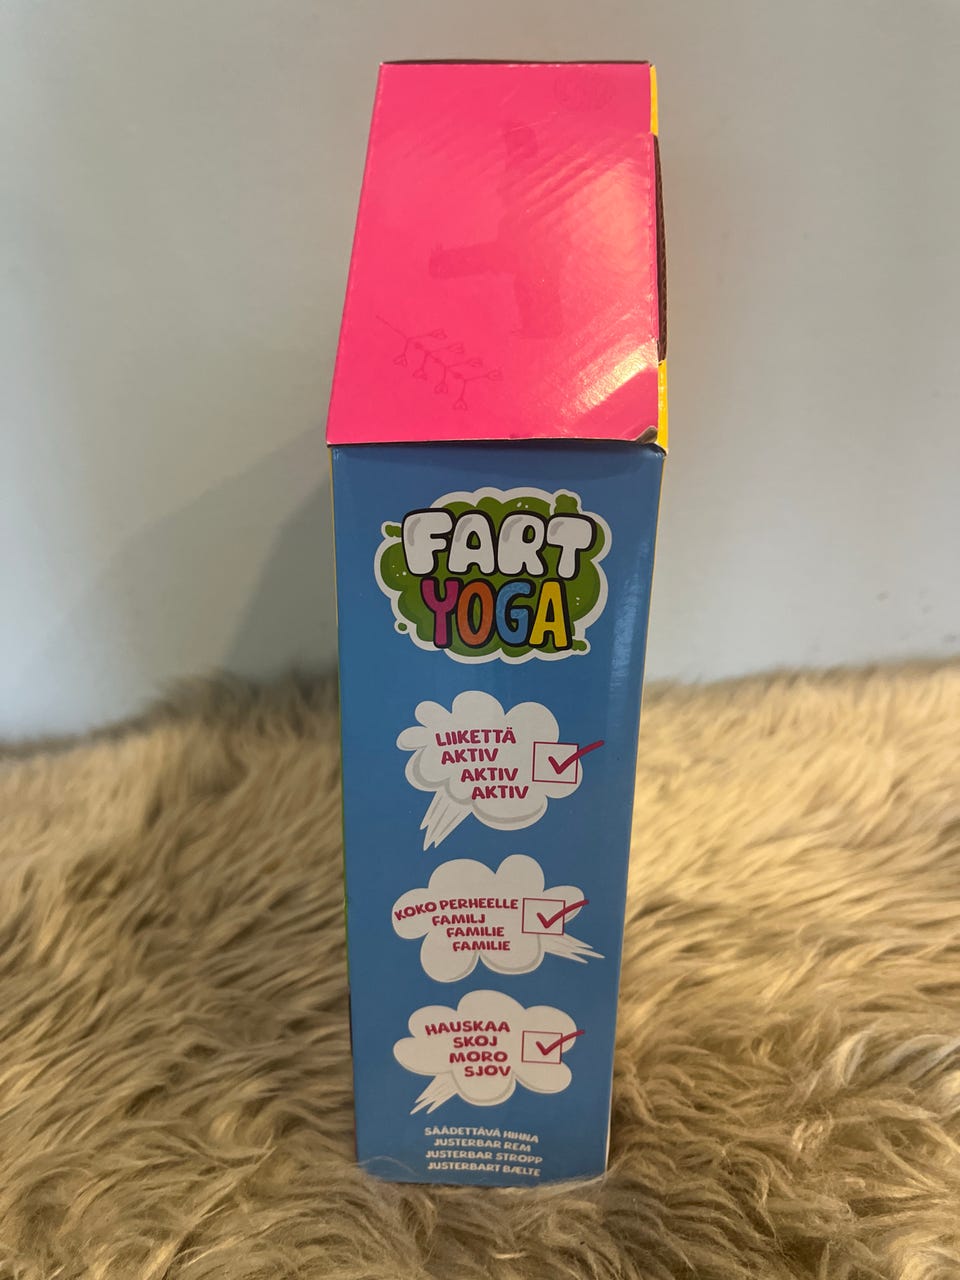 FART
YOGA
LIIKETTÄ
AKTIV
AKTIV
AKTIV
KOKO PERHEELLE
FAMILJ
FAMILIE
FAMILIE
HAUSKAA
SKOJ
MORO
SJOV
SÄÄDETTÄVÄ HIHNA
JUSTERBAR REM
JUSTERBAR STROPP
JUSTERBART BÆLTE